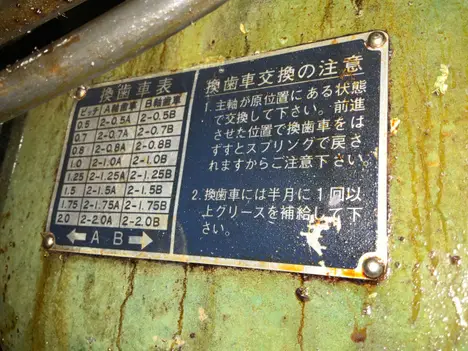 換歯車表
ピッチ A軸歯車 B軸歯車
0.5 2-0.5A 2-0.5B
0.7 2-0.7A 2-0.7B
0.8 2-0.8A 2-0.8B
1.0 2-1.0A 2-1.0B
1.25 2-1.25A 2-1.25B
1.5 2-1.5A 2-1.5B
1.75 2-1.75A 2-1.75B
2.0 2-2.0A 2-2.0B
A B
換歯車交換の注意
1. 主軸が原位置にある状態
で交換して下さい。前進
させた位置で換歯車をは
ずすとスプリングで戻さ
れますからご注意下さい。
2. 換歯車には半月に1回以
上グリースを補給して下
さい。